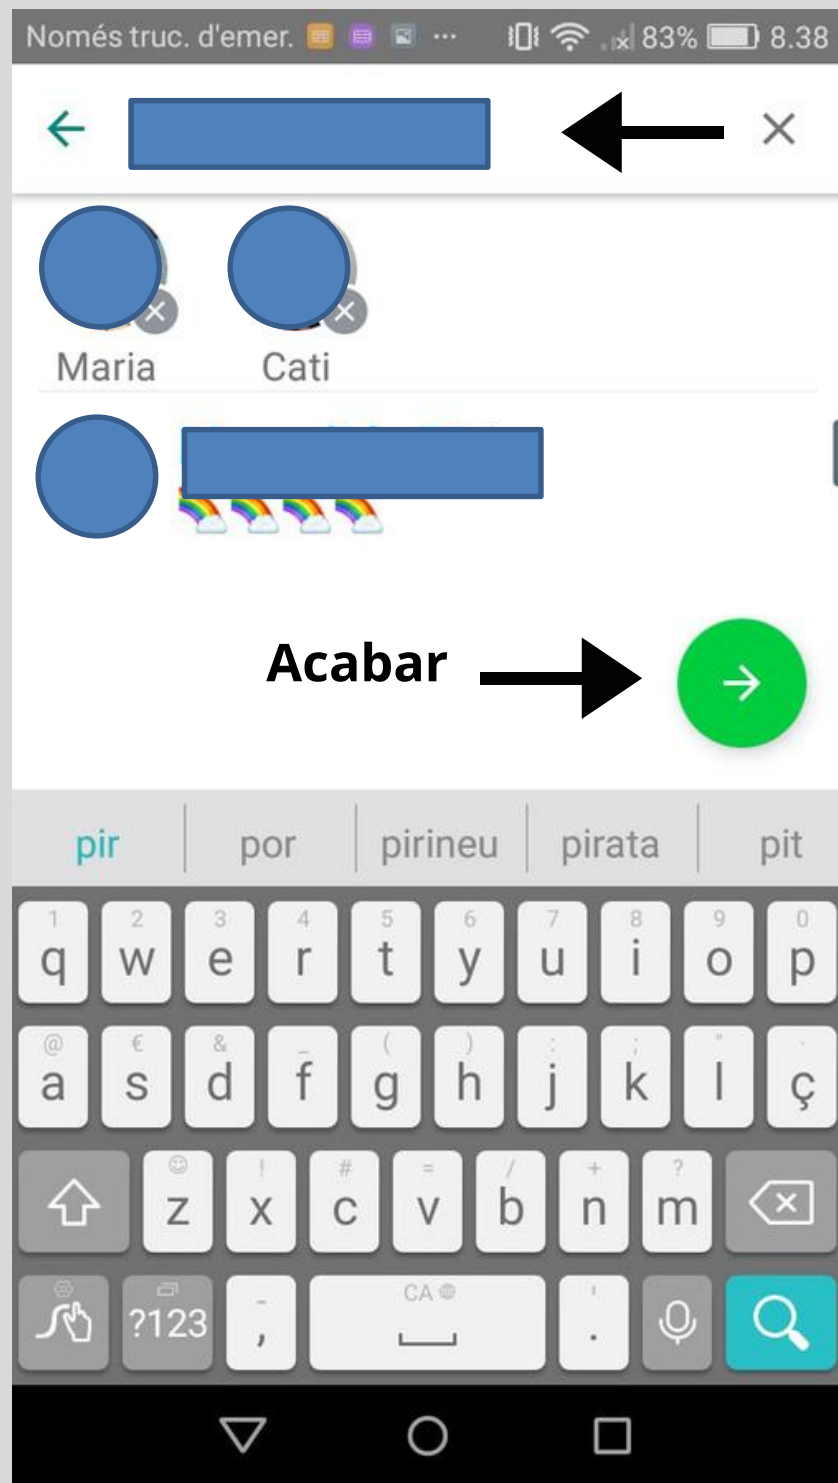 Només truc. d'emer. ... 83% 8.38
Maria Cati
Acabar
pir por pirineu pirata pit
1 2 3 4 5 6 7 8 9 0
q w e r t y u i o p
@ € & _ ( ) : ; " '
a s d f g h j k l ç
! # = / + ?
z x c v b n m
- CA '
?123 , .